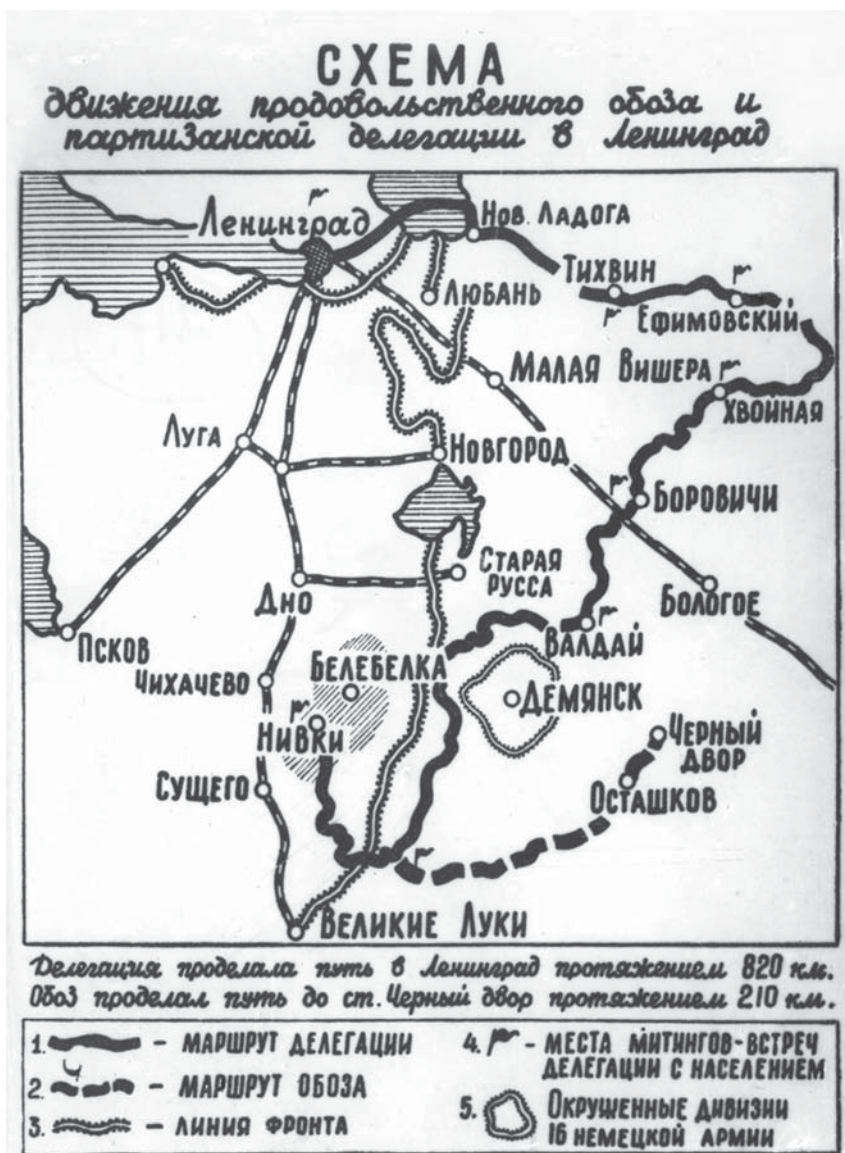 СХЕМА
движения продовольственного обоза и
партизанской делегации в Ленинград
Ленинград
Нов. Ладога
Тихвин
Любань
Ефимовский
Малая Вишера
Хвойная
Луга
Новгород
Боровичи
Старая
Русса
Дно
Бологое
Псков
Валдай
Чихачево
Белебелка
Демянск
Нивки
Черный
двор
Сущего
Осташков
Великие Луки
Делегация проделала путь в Ленинград протяжением 820 км.
Обоз проделал путь до ст. Черный двор протяжением 210 км.
1. - МАРШРУТ ДЕЛЕГАЦИИ
2. - МАРШРУТ ОБОЗА
3. - ЛИНИЯ ФРОНТА
4. - МЕСТА МИТИНГОВ-ВСТРЕЧ
ДЕЛЕГАЦИИ С НАСЕЛЕНИЕМ
5. ОКРУЖЕННЫЕ ДИВИЗИИ
16 НЕМЕЦКОЙ АРМИИ